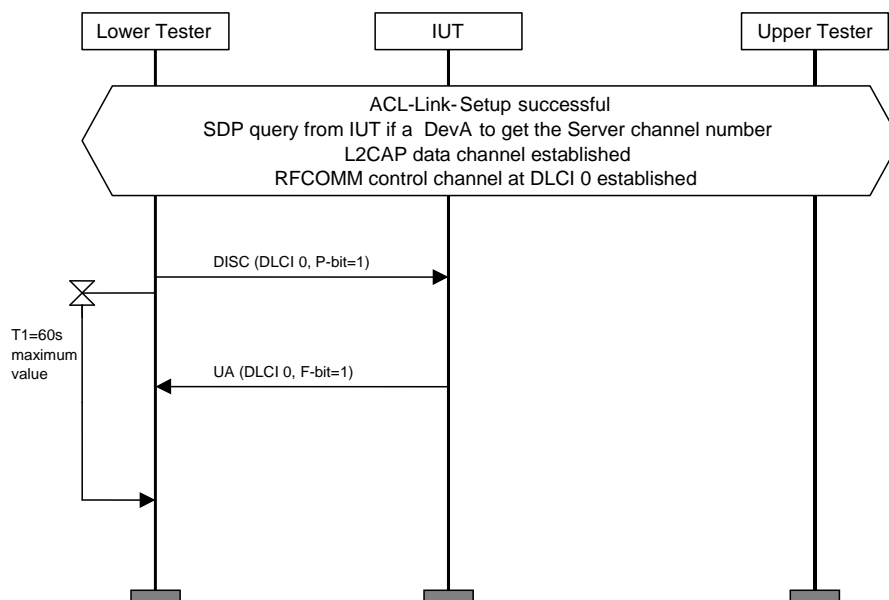 Lower Tester
IUT
Upper Tester
ACL-Link-Setup successful
SDP query from IUT if a DevA to get the Server channel number
L2CAP data channel established
RFCOMM control channel at DLCI 0 established
DISC (DLCI 0, P-bit=1)
T1=60s
maximum
value
UA (DLCI 0, F-bit=1)